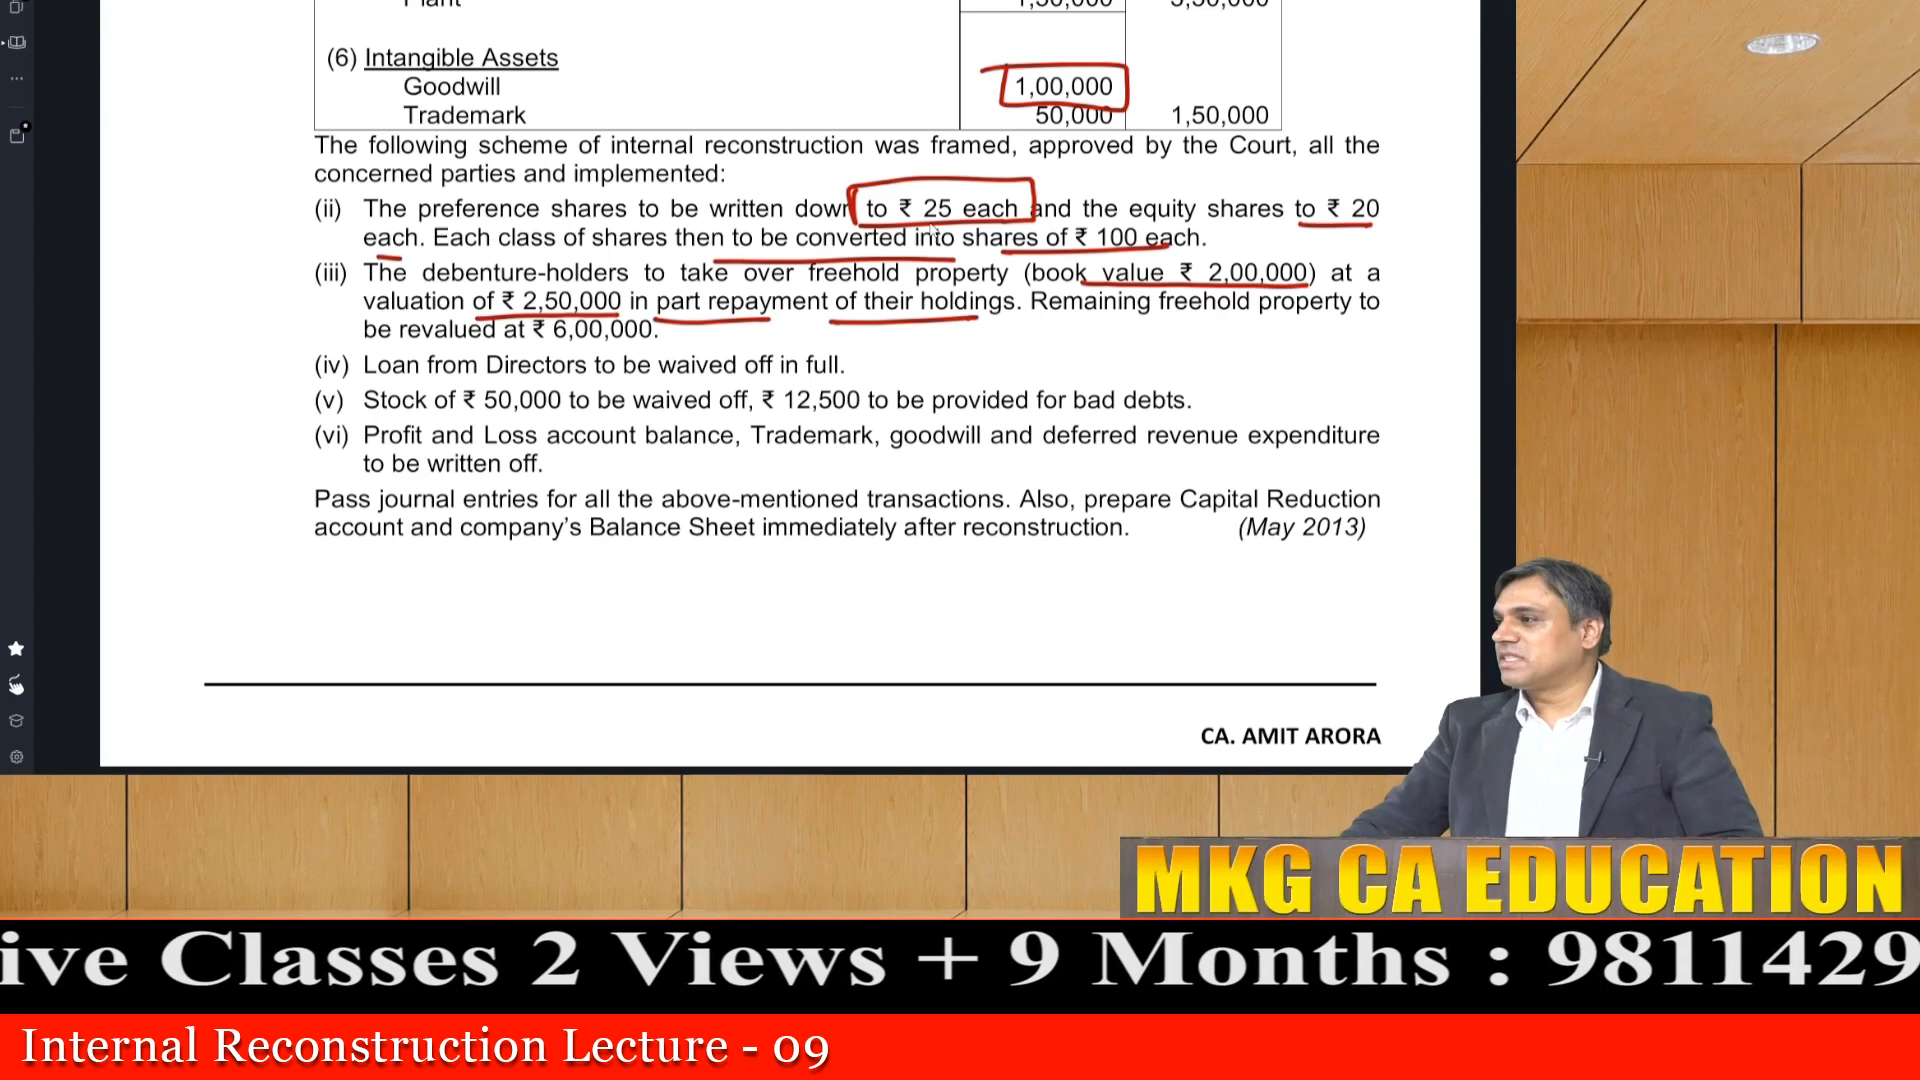 Plant 1,50,000 5,50,000
(6) Intangible Assets
Goodwill 1,00,000
Trademark 50,000 1,50,000
The following scheme of internal reconstruction was framed, approved by the Court, all the
concerned parties and implemented:
(ii) The preference shares to be written down to ₹ 25 each and the equity shares to ₹ 20
each. Each class of shares then to be converted into shares of ₹ 100 each.
(iii) The debenture-holders to take over freehold property (book value ₹ 2,00,000) at a
valuation of ₹ 2,50,000 in part repayment of their holdings. Remaining freehold property to
be revalued at ₹ 6,00,000.
(iv) Loan from Directors to be waived off in full.
(v) Stock of ₹ 50,000 to be waived off, ₹ 12,500 to be provided for bad debts.
(vi) Profit and Loss account balance, Trademark, goodwill and deferred revenue expenditure
to be written off.
Pass journal entries for all the above-mentioned transactions. Also, prepare Capital Reduction
account and company’s Balance Sheet immediately after reconstruction. (May 2013)
CA. AMIT ARORA
MKG CA EDUCATION
ive Classes 2 Views + 9 Months : 9811429
Internal Reconstruction Lecture - 09